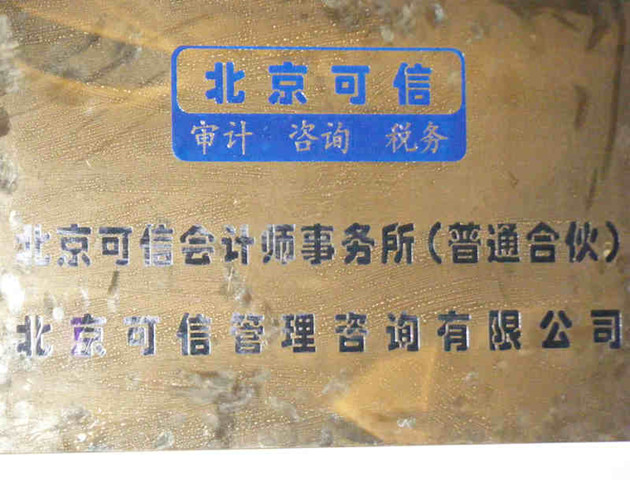 北京可信
审计 咨询 税务
北京可信会计师事务所(普通合伙)
北京可信管理咨询有限公司